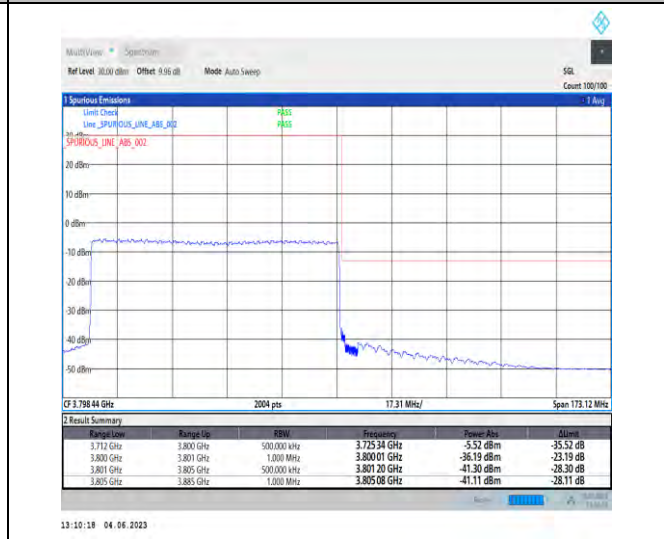 MultiView Spectrum
Ref Level 30.00 dBm Offset 9.96 dB Mode Auto Sweep SGL
Count 100/100
1 Spurious Emissions 1 Avg
Limit Check PASS
Line _SPURIOUS_LINE_ABS_002 PASS
_SPURIOUS_LINE_ABS_002
20 dBm
10 dBm
0 dBm
-10 dBm
-20 dBm
-30 dBm
-40 dBm
-50 dBm
CF 3.798 44 GHz 2004 pts 17.31 MHz/ Span 173.12 MHz
2 Result Summary
Range Low Range Up RBW Frequency Power Abs ΔLimit
3.712 GHz 3.800 GHz 500.000 kHz 3.725 34 GHz -5.52 dBm -35.52 dB
3.800 GHz 3.801 GHz 1.000 MHz 3.800 01 GHz -36.19 dBm -23.19 dB
3.801 GHz 3.805 GHz 500.000 kHz 3.801 20 GHz -41.30 dBm -28.30 dB
3.805 GHz 3.885 GHz 1.000 MHz 3.805 08 GHz -41.11 dBm -28.11 dB
13:10:18 04.06.2023